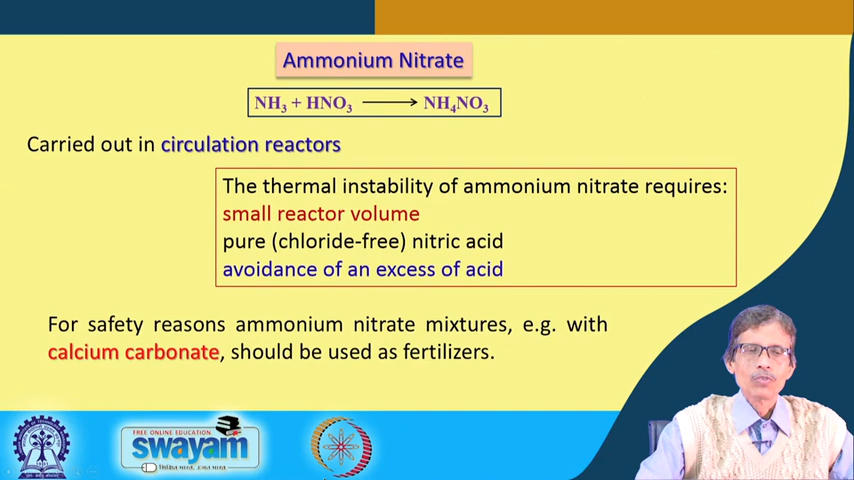 Ammonium Nitrate
NH3 + HNO3 ⟶ NH4NO3
Carried out in circulation reactors
The thermal instability of ammonium nitrate requires:
small reactor volume
pure (chloride-free) nitric acid
avoidance of an excess of acid
For safety reasons ammonium nitrate mixtures, e.g. with
calcium carbonate, should be used as fertilizers.
FREE ONLINE EDUCATION
swayam